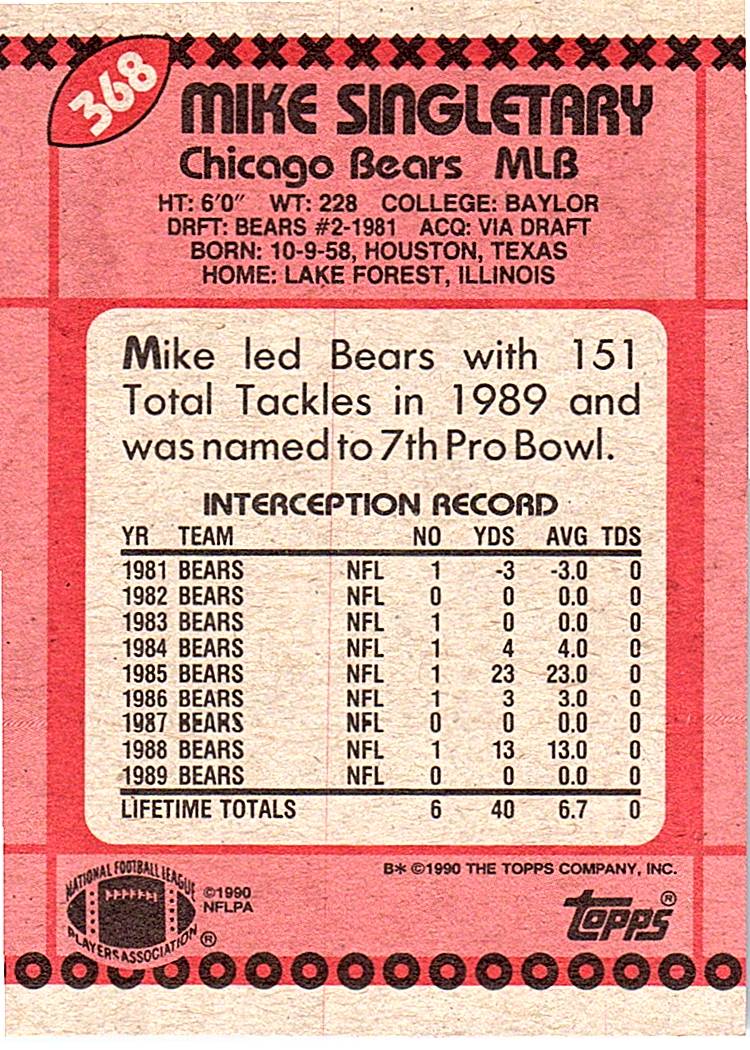 368
MIKE SINGLETARY
Chicago Bears MLB
HT: 6'0" WT: 228 COLLEGE: BAYLOR
DRFT: BEARS #2-1981 ACQ: VIA DRAFT
BORN: 10-9-58, HOUSTON, TEXAS
HOME: LAKE FOREST, ILLINOIS
Mike led Bears with 151
Total Tackles in 1989 and
was named to 7th Pro Bowl.
INTERCEPTION RECORD
YR TEAM NO YDS AVG TDS
1981 BEARS NFL 1 -3 -3.0 0
1982 BEARS NFL 0 0 0.0 0
1983 BEARS NFL 1 0 0.0 0
1984 BEARS NFL 1 4 4.0 0
1985 BEARS NFL 1 23 23.0 0
1986 BEARS NFL 1 3 3.0 0
1987 BEARS NFL 0 0 0.0 0
1988 BEARS NFL 1 13 13.0 0
1989 BEARS NFL 0 0 0.0 0
LIFETIME TOTALS 6 40 6.7 0
B* ©1990 THE TOPPS COMPANY, INC.
NATIONAL FOOTBALL LEAGUE
PLAYERS ASSOCIATION ®
©1990
NFLPA
topps ®